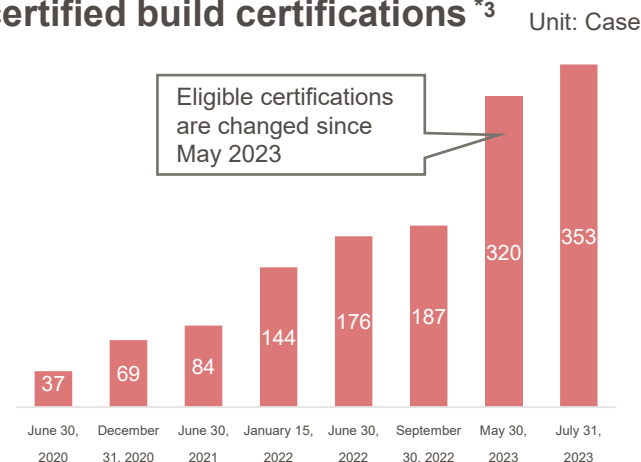 certified build certifications *3
Unit: Case
Eligible certifications
are changed since
May 2023
37
69
84
144
176
187
320
353
June 30,
2020
December
31, 2020
June 30,
2021
January 15,
2022
June 30,
2022
September
30, 2022
May 30,
2023
July 31,
2023